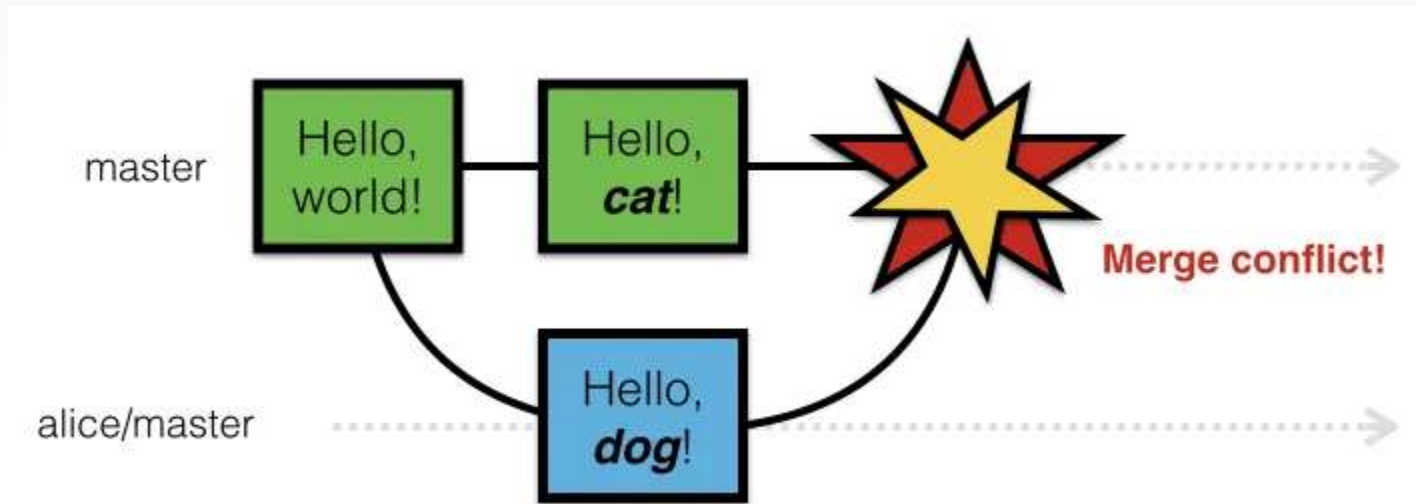 master
Hello,
world!
Hello,
cat!
Merge conflict!
alice/master
Hello,
dog!